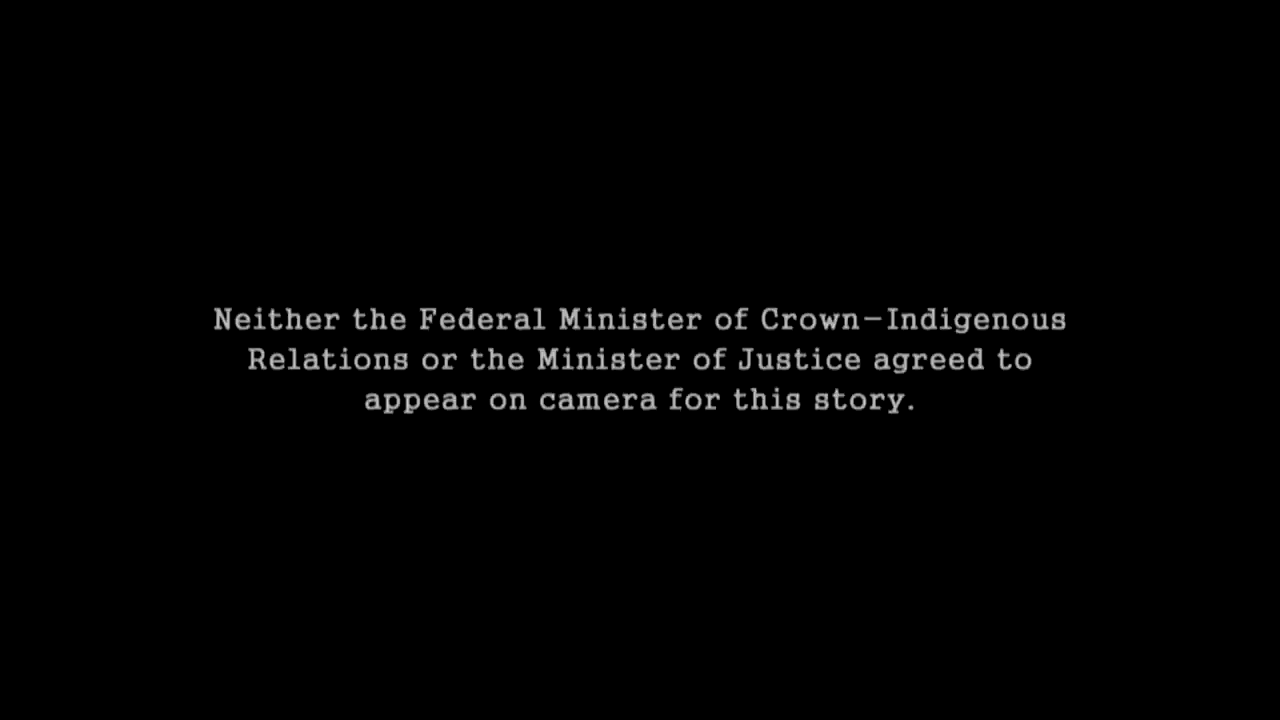 Neither the Federal Minister of Crown-Indigenous
Relations or the Minister of Justice agreed to
appear on camera for this story.